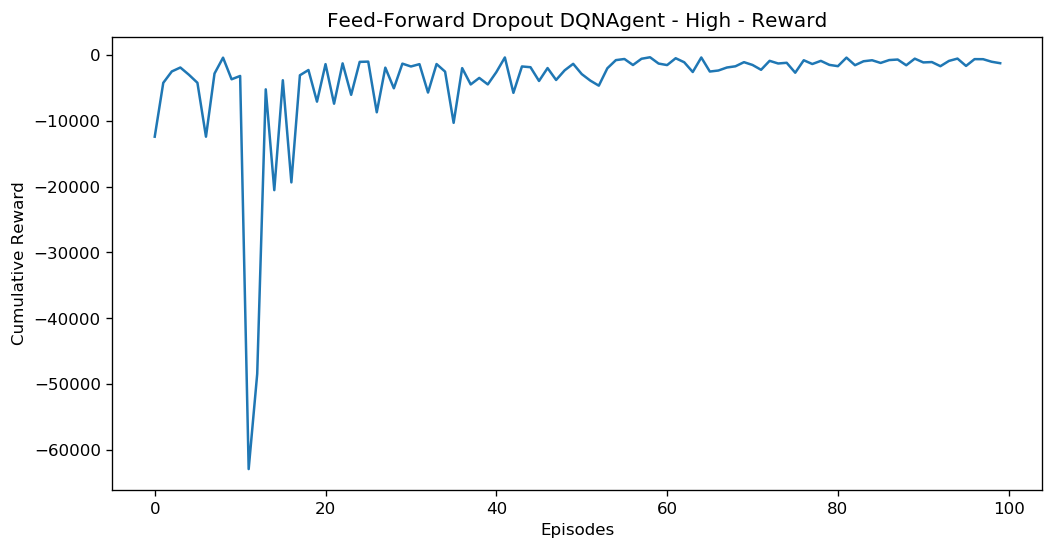 Feed-Forward Dropout DQNAgent - High - Reward
0
−10000
−20000
−30000
−40000
−50000
−60000
Cumulative Reward
0 20 40 60 80 100
Episodes